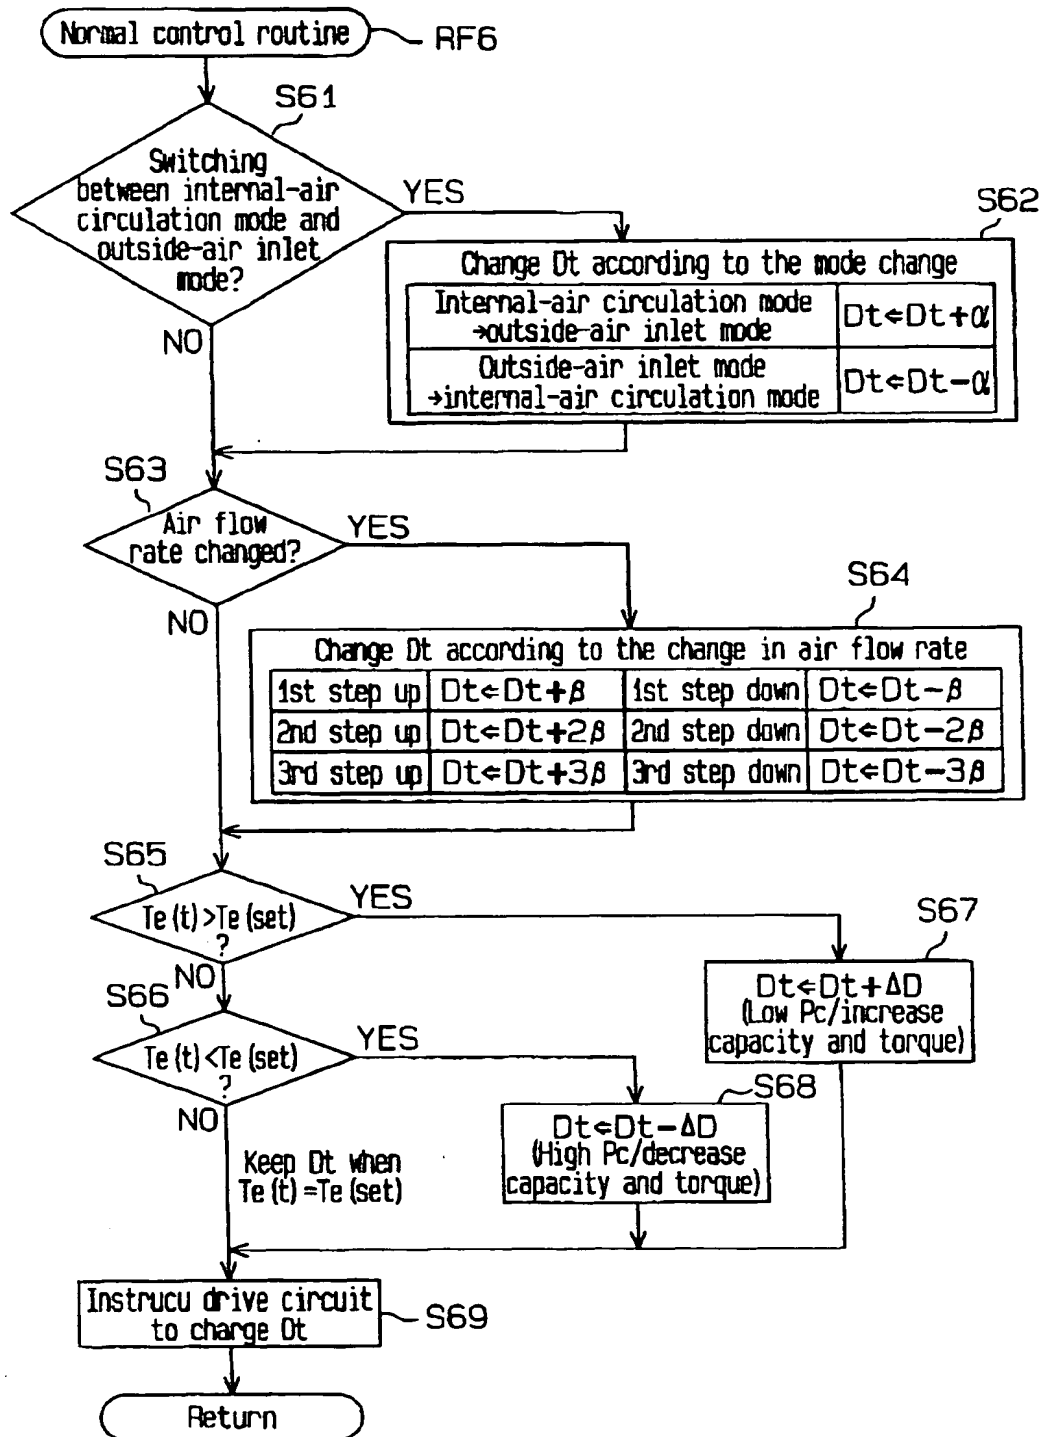 Normal control routine
RF6
S61
Switching
between internal-air
circulation mode and
outside-air inlet
mode?
YES
NO
S62
Change Dt according to the mode change
Internal-air circulation mode
→outside-air inlet mode
Dt⇐Dt+α
Outside-air inlet mode
→internal-air circulation mode
Dt⇐Dt-α
S63
Air flow
rate changed?
YES
NO
S64
Change Dt according to the change in air flow rate
1st step up Dt⇐Dt+β 1st step down Dt⇐Dt-β
2nd step up Dt⇐Dt+2β 2nd step down Dt⇐Dt-2β
3rd step up Dt⇐Dt+3β 3rd step down Dt⇐Dt-3β
S65
Te(t)>Te(set)
?
YES
NO
S67
Dt⇐Dt+ΔD
(Low Pc/increase
capacity and torque)
S66
Te(t)<Te(set)
?
YES
NO
S68
Dt⇐Dt-ΔD
(High Pc/decrease
capacity and torque)
Keep Dt when
Te(t)=Te(set)
Instrucu drive circuit
to charge Dt
S69
Return